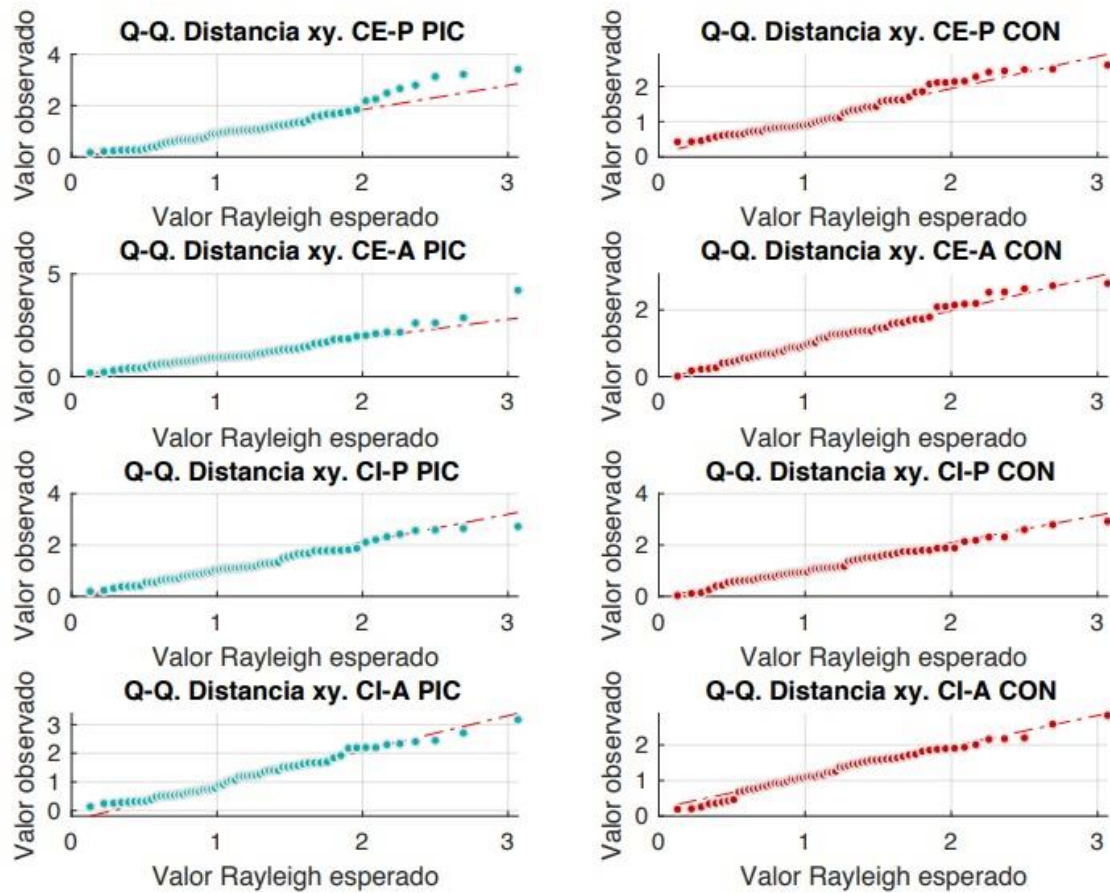 Q-Q. Distancia xy. CE-P PIC
Valor observado
4
2
0
0 1 2 3
Valor Rayleigh esperado
Q-Q. Distancia xy. CE-P CON
Valor observado
2
1
0
0 1 2 3
Valor Rayleigh esperado
Q-Q. Distancia xy. CE-A PIC
Valor observado
5
0
0 1 2 3
Valor Rayleigh esperado
Q-Q. Distancia xy. CE-A CON
Valor observado
2
0
0 1 2 3
Valor Rayleigh esperado
Q-Q. Distancia xy. CI-P PIC
Valor observado
4
2
0
0 1 2 3
Valor Rayleigh esperado
Q-Q. Distancia xy. CI-P CON
Valor observado
4
2
0
0 1 2 3
Valor Rayleigh esperado
Q-Q. Distancia xy. CI-A PIC
Valor observado
3
2
1
0
0 1 2 3
Valor Rayleigh esperado
Q-Q. Distancia xy. CI-A CON
Valor observado
2
1
0
0 1 2 3
Valor Rayleigh esperado